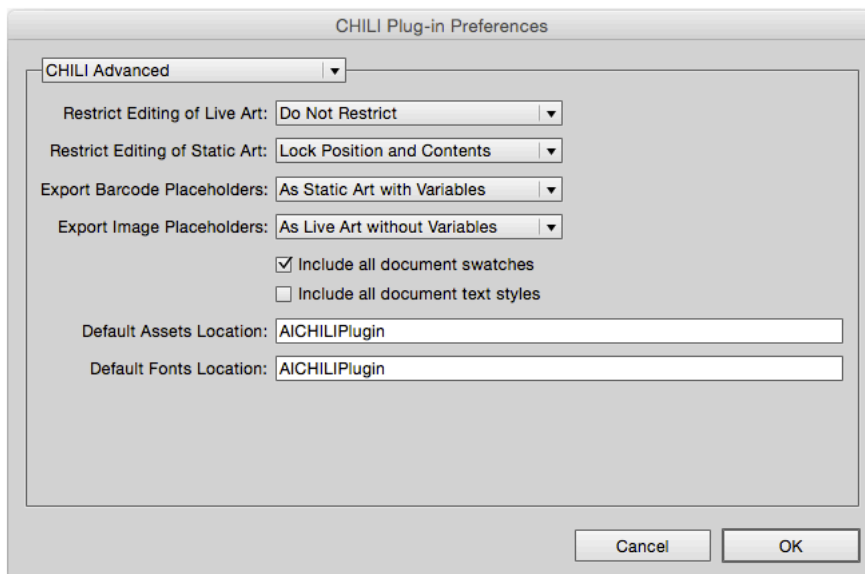 CHILI Plug-in Preferences
CHILI Advanced
Restrict Editing of Live Art: Do Not Restrict
Restrict Editing of Static Art: Lock Position and Contents
Export Barcode Placeholders: As Static Art with Variables
Export Image Placeholders: As Live Art without Variables
Include all document swatches
Include all document text styles
Default Assets Location: AICHILIPlugin
Default Fonts Location: AICHILIPlugin
Cancel OK